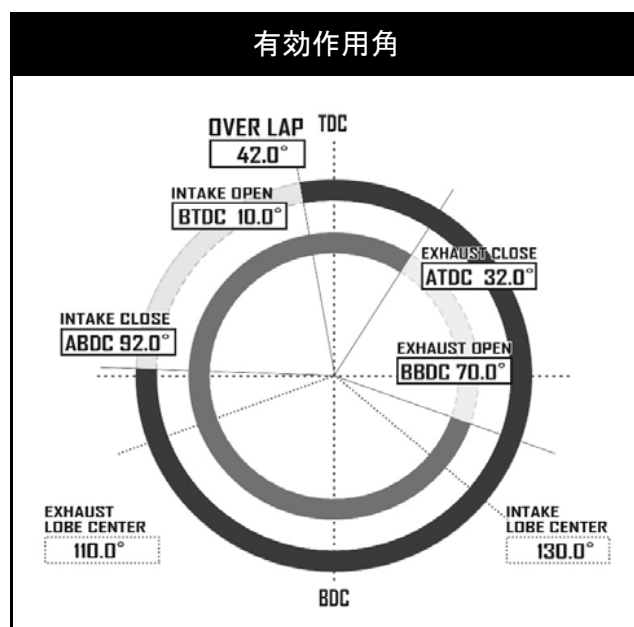 有効作用角
OVER LAP
42.0°
TDC
INTAKE OPEN
BTDC 10.0°
EXHAUST CLOSE
ATDC 32.0°
INTAKE CLOSE
ABDC 92.0°
EXHAUST OPEN
BBDC 70.0°
EXHAUST
LOBE CENTER
110.0°
INTAKE
LOBE CENTER
130.0°
BDC